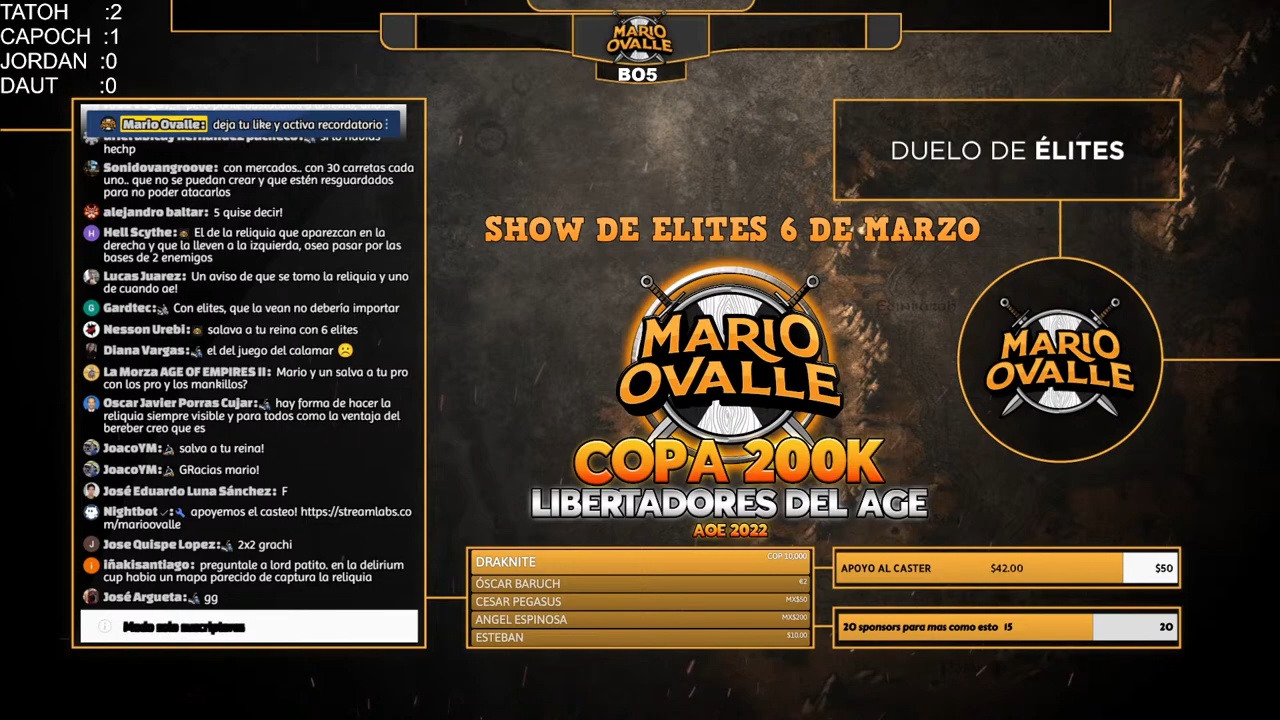 TATOH :2
CAPOCH :1
JORDAN :0
DAUT :0
MARIO
OVALLE
BO5
Mario Ovalle: deja tu like y activa recordatorio
hechp
Sonidovangroove: con mercados.. con 30 carretas cada
uno.. que no se puedan crear y que estén resguardados
para no poder atacarlos
alejandro baltar: 5 quise decir!
Hell Scythe: El de la reliquia que aparezcan en la
derecha y que la lleven a la izquierda, osea pasar por las
bases de 2 enemigos
Lucas Juarez: Un aviso de que se tomo la reliquia y uno
de cuando ae!
G Gardtec: Con elites, que la vean no debería importar
Nesson Urebi: salava a tu reina con 6 elites
Diana Vargas: el del juego del calamar
La Morza AGE OF EMPIRES II: Mario y un salva a tu pro
con los pro y los mankillos?
Oscar Javier Porras Cujar: hay forma de hacer la
reliquia siempre visible y para todos como la ventaja del
bereber creo que es
JoacoYM: salva a tu reina!
JoacoYM: GRacias mario!
José Eduardo Luna Sánchez: F
Nightbot: apoyemos el casteo! https://streamlabs.co
m/marioovalle
J Jose Quispe Lopez: 2x2 grachi
i iñakisantiago: preguntale a lord patito. en la delirium
cup habia un mapa parecido de captura la reliquia
José Argueta: gg
Modo solo suscriptores
DUELO DE ÉLITES
SHOW DE ELITES 6 DE MARZO
MARIO
OVALLE
COPA 200K
LIBERTADORES DEL AGE
AOE 2022
MARIO
OVALLE
DRAKNITE COP 10,000
ÓSCAR BARUCH €2
CESAR PEGASUS MX$50
ANGEL ESPINOSA MX$200
ESTEBAN $10.00
APOYO AL CASTER $42.00 $50
20 sponsors para mas como esto 15 20